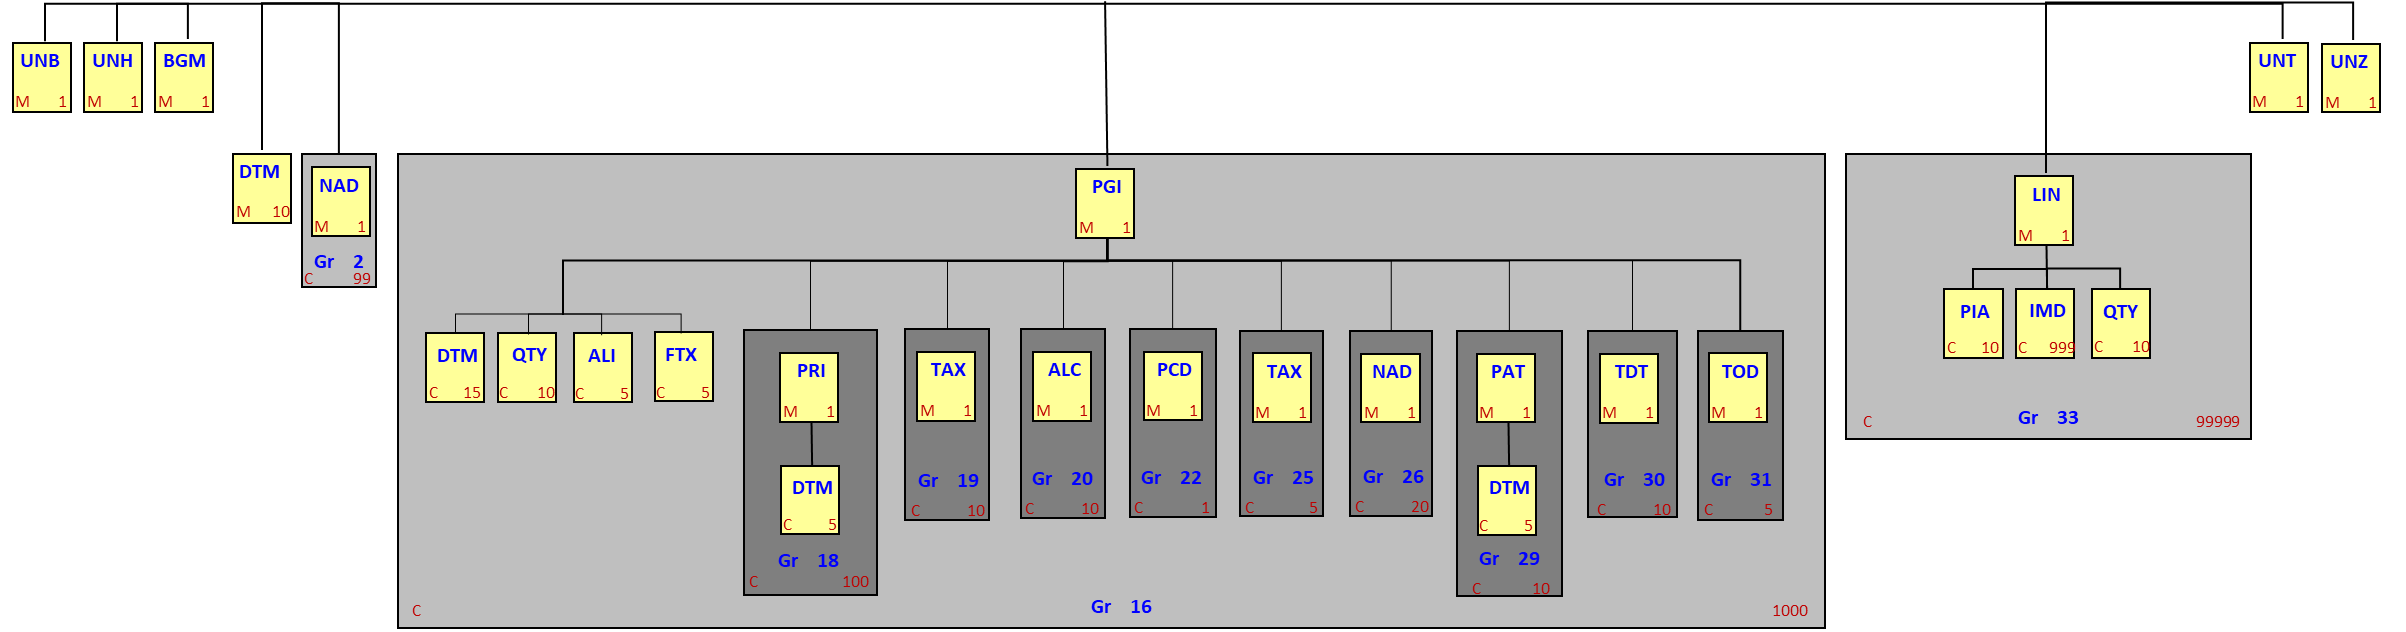 UNB
M 1
UNH
M 1
BGM
M 1
UNT
M 1
UNZ
M 1
DTM
M 10
NAD
M 1
Gr 2
C 99
PGI
M 1
DTM
C 15
QTY
C 10
ALI
C 5
FTX
C 5
PRI
M 1
DTM
C 5
Gr 18
C 100
TAX
M 1
Gr 19
C 10
ALC
M 1
Gr 20
C 10
PCD
M 1
Gr 22
C 1
TAX
M 1
Gr 25
C 5
NAD
M 1
Gr 26
C 20
PAT
M 1
DTM
C 5
Gr 29
C 10
TDT
M 1
Gr 30
C 10
TOD
M 1
Gr 31
C 5
C Gr 16 1000
LIN
M 1
PIA
C 10
IMD
C 999
QTY
C 10
C Gr 33 99999